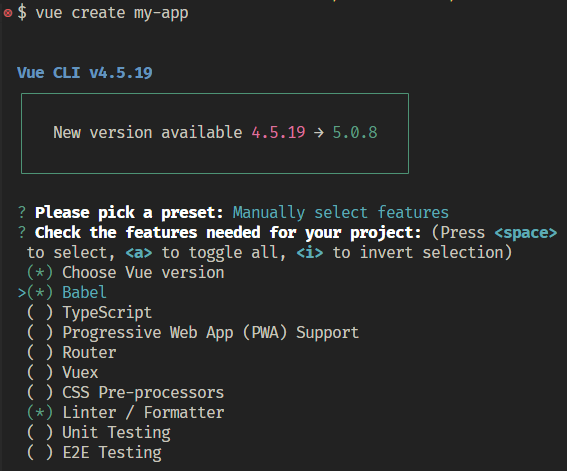 $ vue create my-app
Vue CLI v4.5.19
New version available 4.5.19 → 5.0.8
? Please pick a preset: Manually select features
? Check the features needed for your project: (Press <space>
to select, <a> to toggle all, <i> to invert selection)
(*) Choose Vue version
>(*) Babel
( ) TypeScript
( ) Progressive Web App (PWA) Support
( ) Router
( ) Vuex
( ) CSS Pre-processors
(*) Linter / Formatter
( ) Unit Testing
( ) E2E Testing